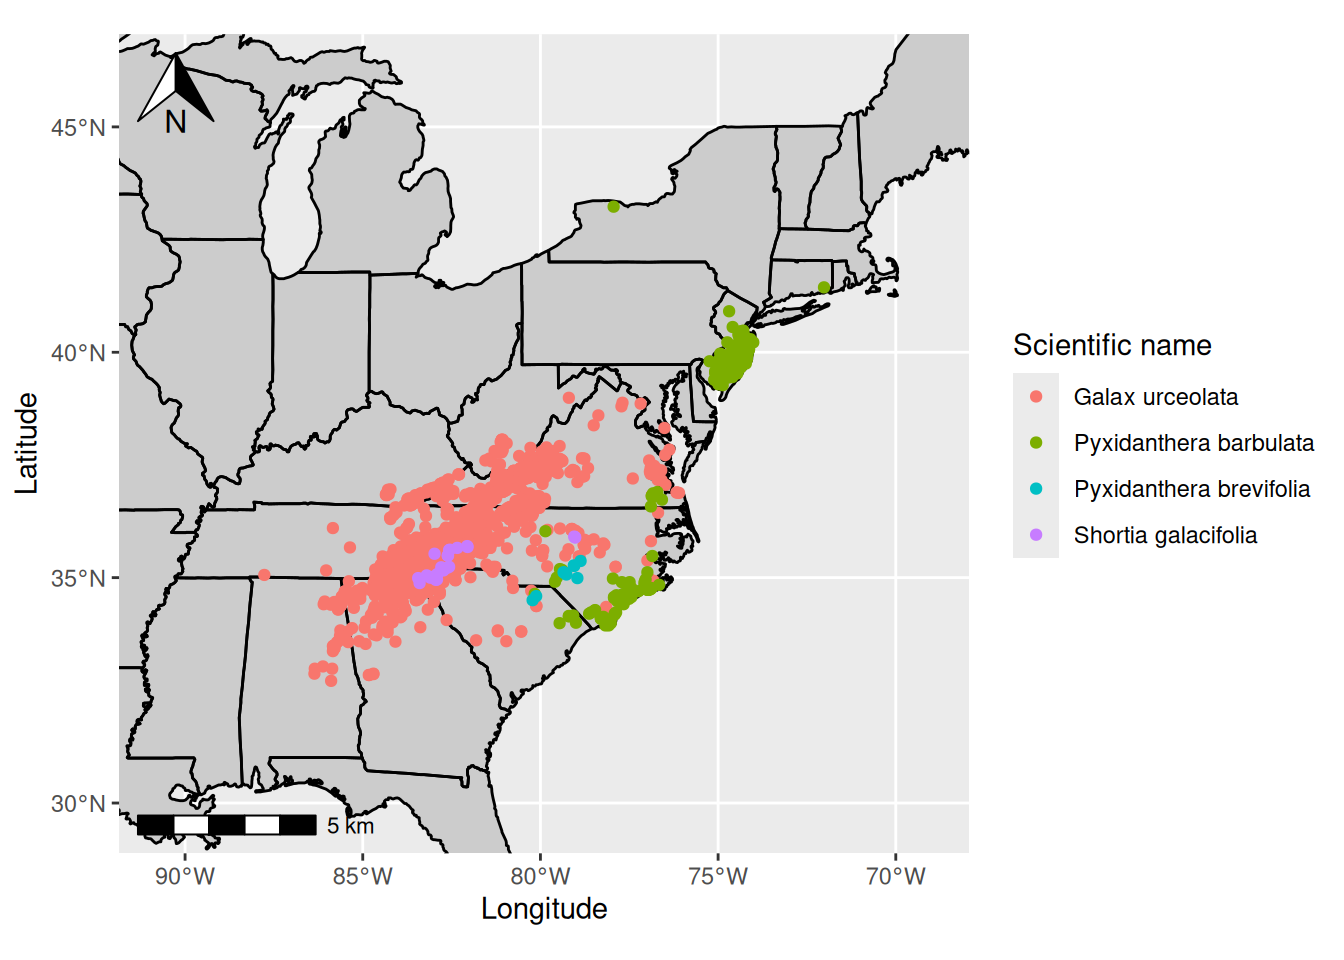 N
45°N
40°N
35°N
30°N
90°W
85°W
80°W
75°W
70°W
5 km
Longitude
Latitude
Scientific name
Galax urceolata
Pyxidanthera barbulata
Pyxidanthera brevifolia
Shortia galacifolia